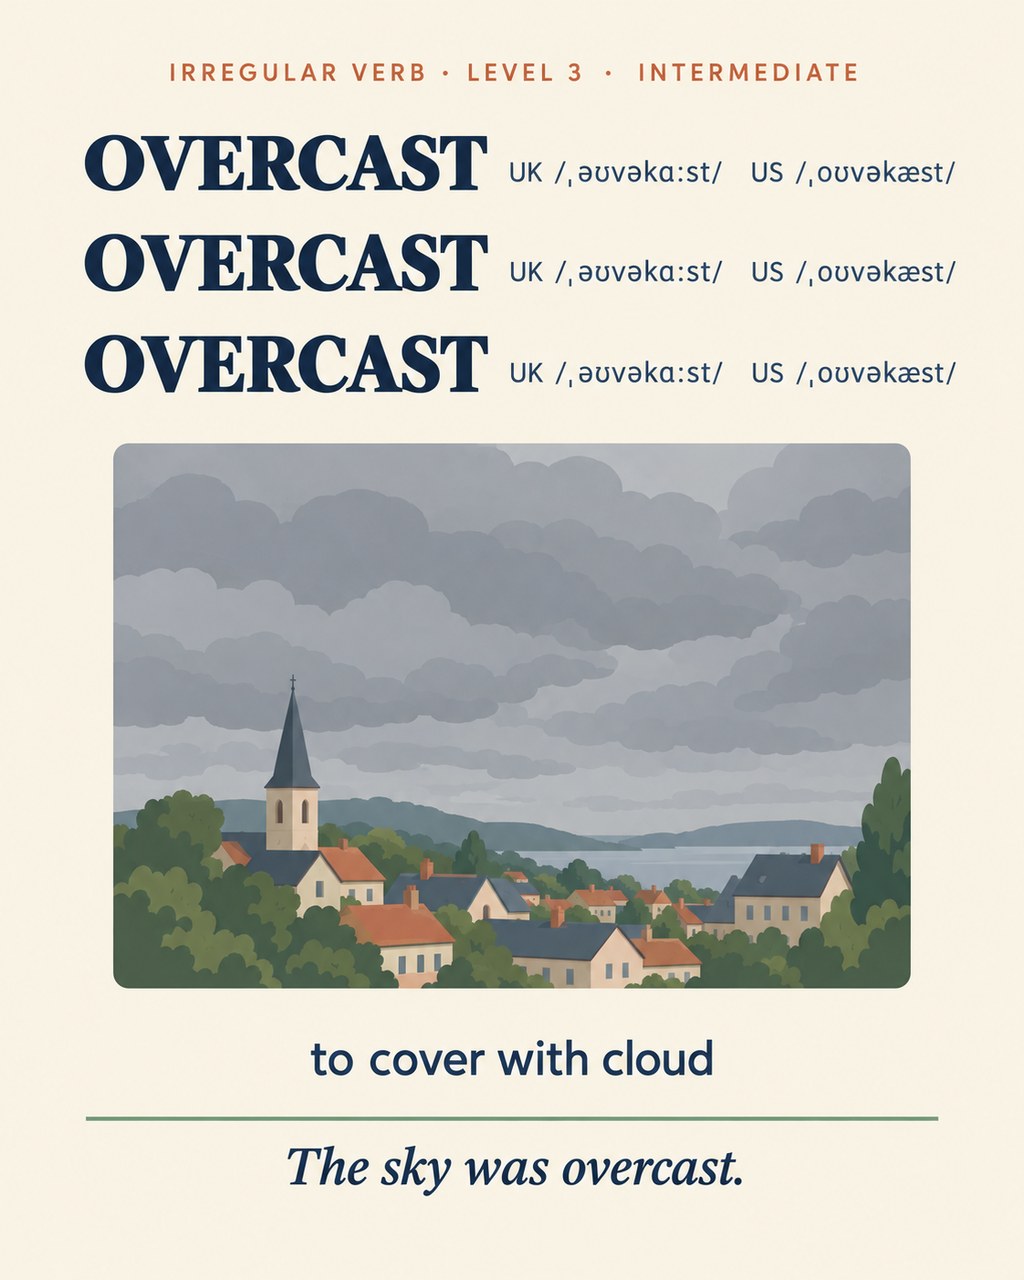 IRREGULAR VERB · LEVEL 3 · INTERMEDIATE
OVERCAST UK /ˌəʊvəkɑːst/ US /ˌoʊvəkæst/
OVERCAST UK /ˌəʊvəkɑːst/ US /ˌoʊvəkæst/
OVERCAST UK /ˌəʊvəkɑːst/ US /ˌoʊvəkæst/
to cover with cloud
The sky was overcast.